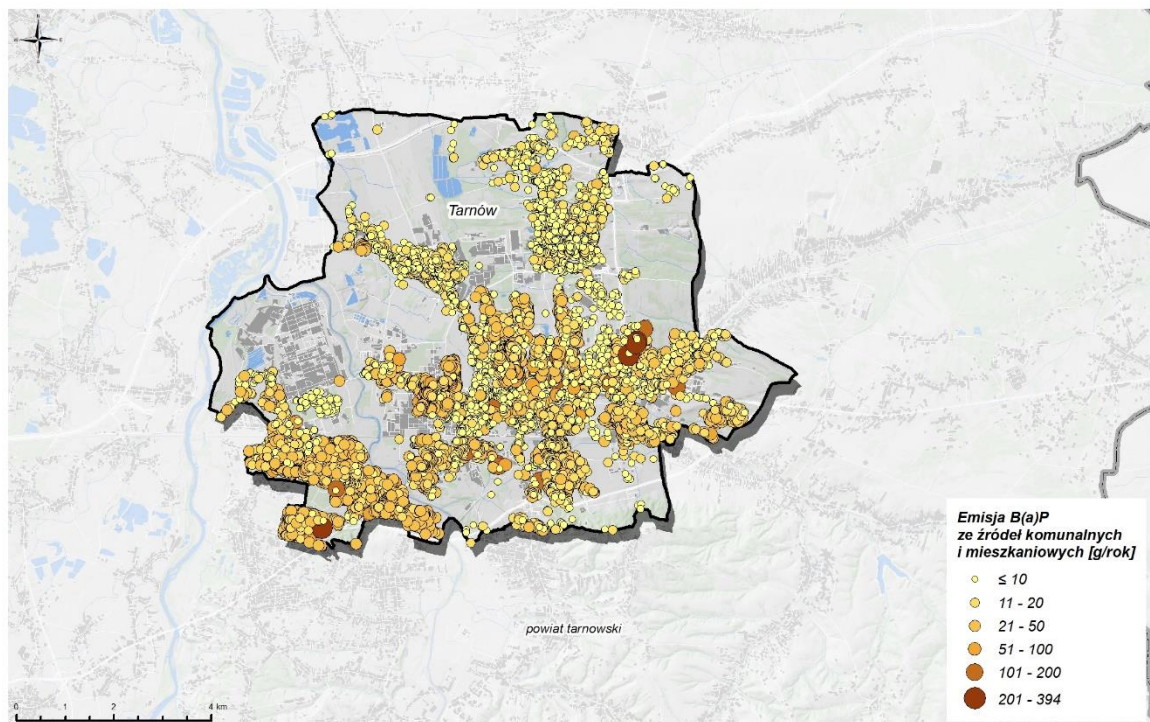 N
W
E
S
Tarnów
Emisja B(a)P
ze źródeł komunalnych
i mieszkaniowych [g/rok]
≤ 10
11 - 20
21 - 50
51 - 100
101 - 200
201 - 394
powiat tarnowski
0 1 2 4 km